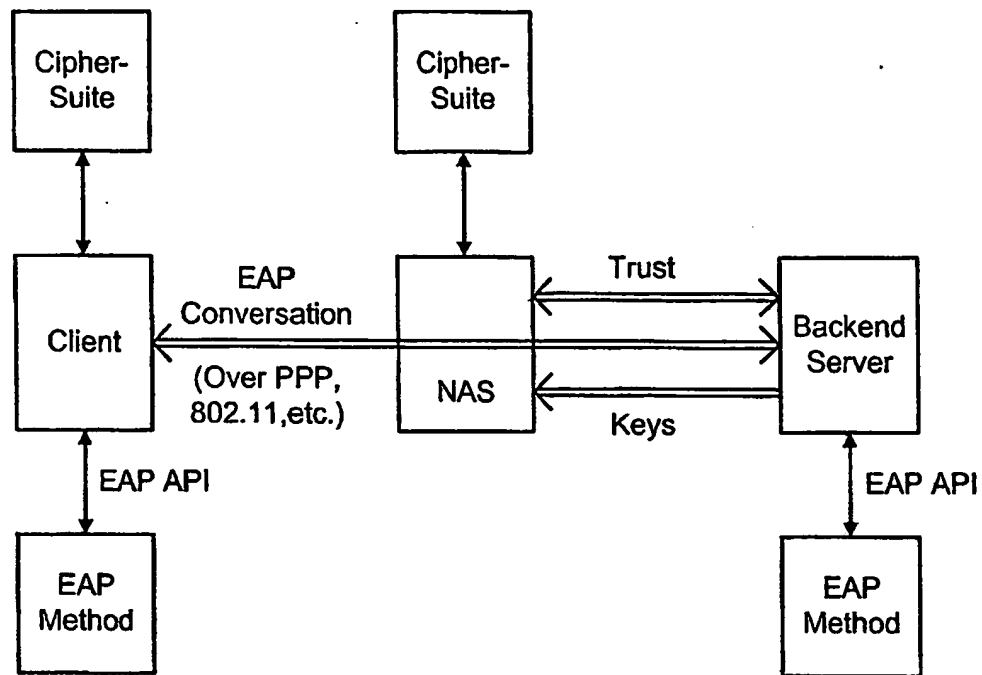 Cipher-
Suite
Cipher-
Suite
Client
EAP
Conversation
(Over PPP,
802.11,etc.)
NAS
Trust
Keys
Backend
Server
EAP API
EAP API
EAP
Method
EAP
Method